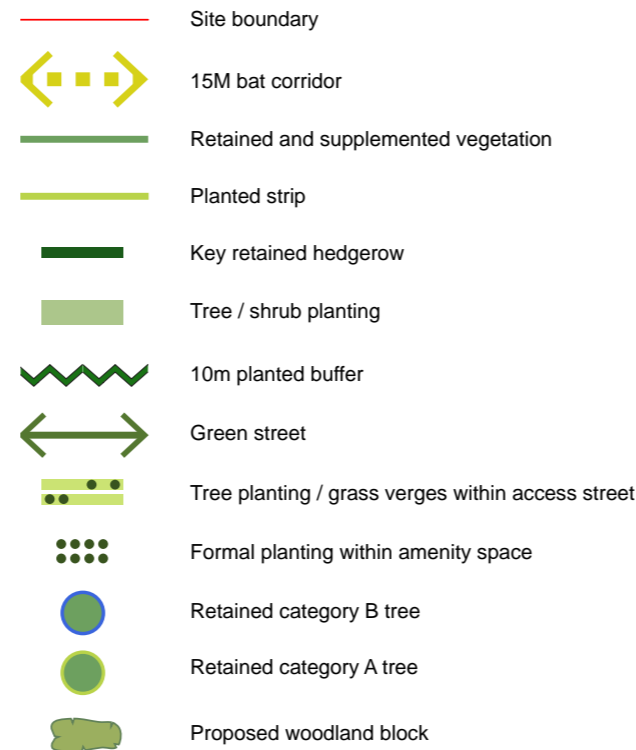 Site boundary
15M bat corridor
Retained and supplemented vegetation
Planted strip
Key retained hedgerow
Tree / shrub planting
10m planted buffer
Green street
Tree planting / grass verges within access street
Formal planting within amenity space
Retained category B tree
Retained category A tree
Proposed woodland block